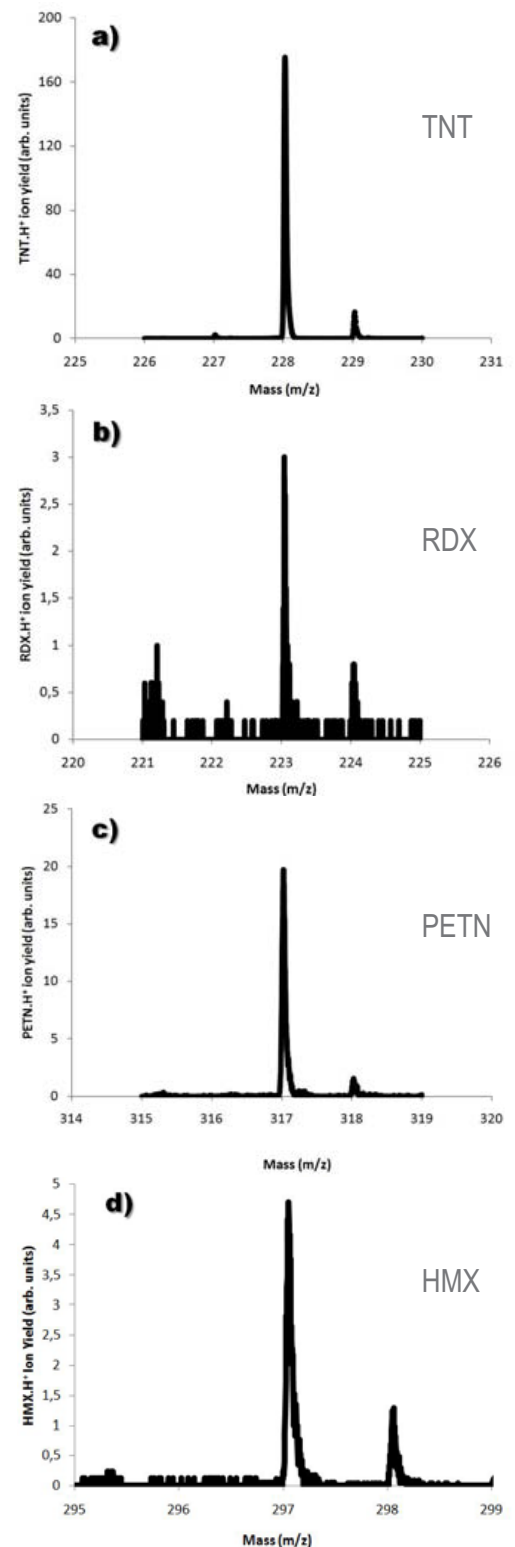 a)
TNT
TNT.H⁺ ion yield (arb. units)
200
160
120
80
40
0
225 226 227 228 229 230 231
Mass (m/z)
b)
RDX
RDX.H⁺ ion yield (arb. units)
3,5
3
2,5
2
1,5
1
0,5
0
220 221 222 223 224 225 226
Mass (m/z)
c)
PETN
PETN.H⁺ ion yield (arb. units)
25
20
15
10
5
0
314 315 316 317 318 319 320
Mass (m/z)
d)
HMX
HMX.H⁺ Ion Yield (arb. units)
5
4,5
4
3,5
3
2,5
2
1,5
1
0,5
0
295 296 297 298 299
Mass (m/z)